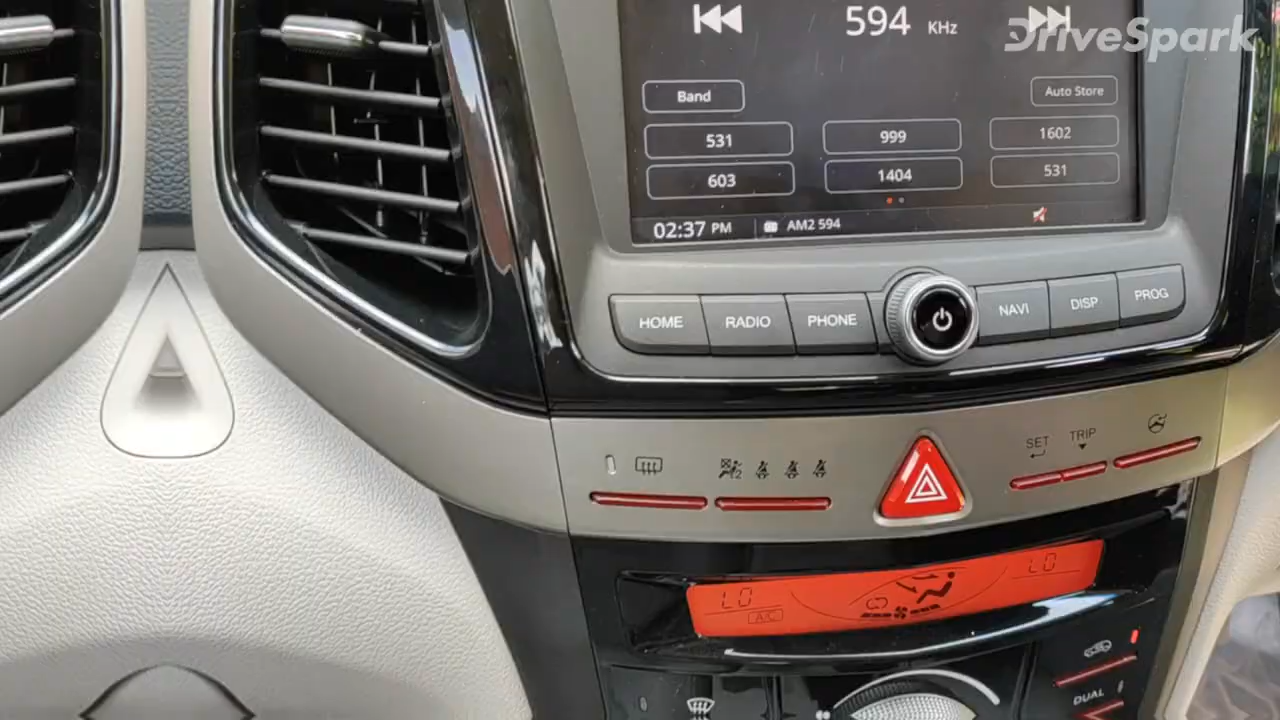 594 KHz
DriveSpark
Band
Auto Store
531 999 1602
603 1404 531
02:37 PM AM2 594
HOME RADIO PHONE NAVI DISP PROG
SET TRIP
LO LO
A/C
DUAL